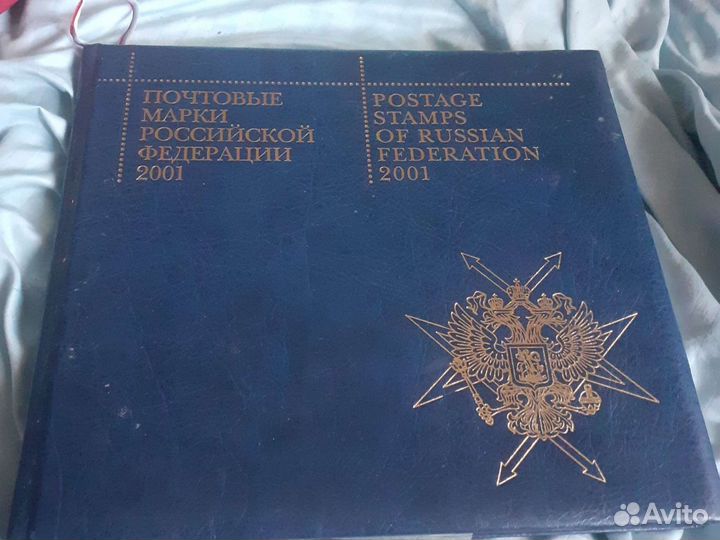 ПОЧТОВЫЕ
МАРКИ
РОССИЙСКОЙ
ФЕДЕРАЦИИ
2001
POSTAGE
STAMPS
OF RUSSIAN
FEDERATION
2001
Avito